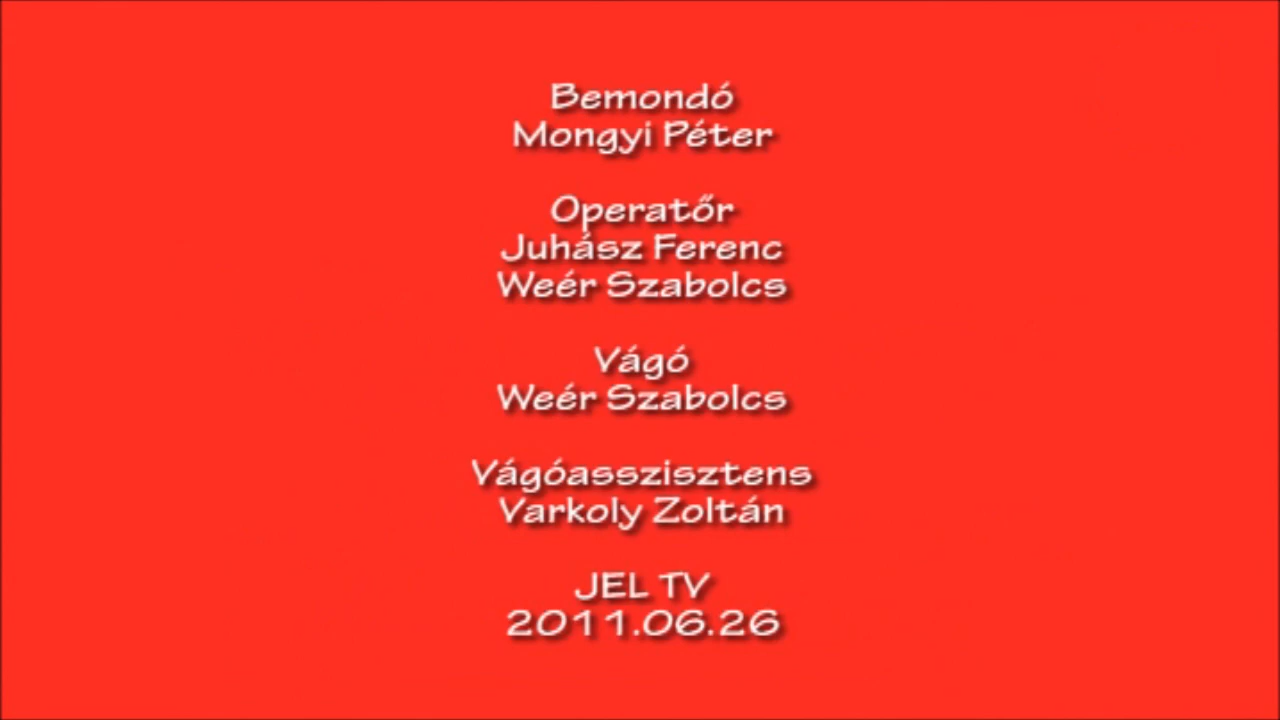 Bemondó
Mongyi Péter
Operatőr
Juhász Ferenc
Weér Szabolcs
Vágó
Weér Szabolcs
Vágóasszisztens
Varkoly Zoltán
JEL TV
2011.06.26